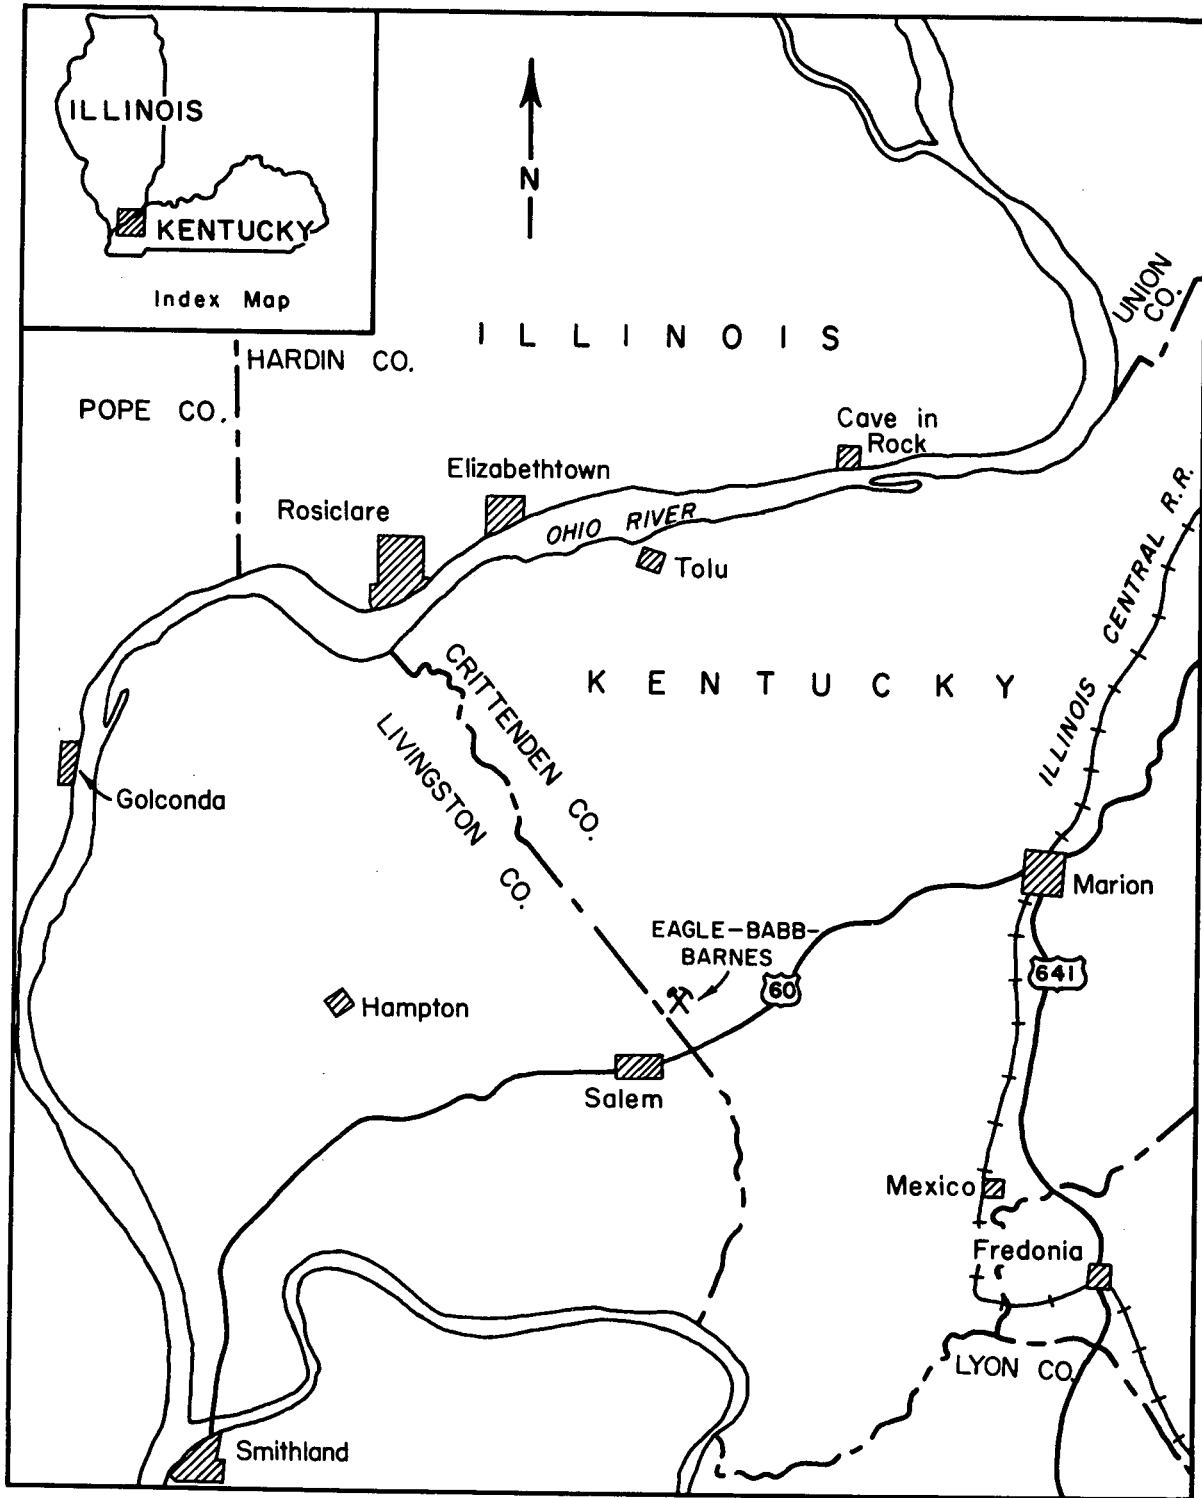 ILLINOIS
KENTUCKY
Index Map
N
ILLINOIS
UNION
CO.
HARDIN CO.
POPE CO.
Cave in
Rock
Elizabethtown
Rosiclare
OHIO RIVER
Tolu
ILLINOIS CENTRAL R.R.
KENTUCKY
CRITTENDEN CO.
LIVINGSTON CO.
Golconda
Marion
EAGLE-BABB-
BARNES
60
641
Hampton
Salem
Mexico
Fredonia
LYON CO.
Smithland